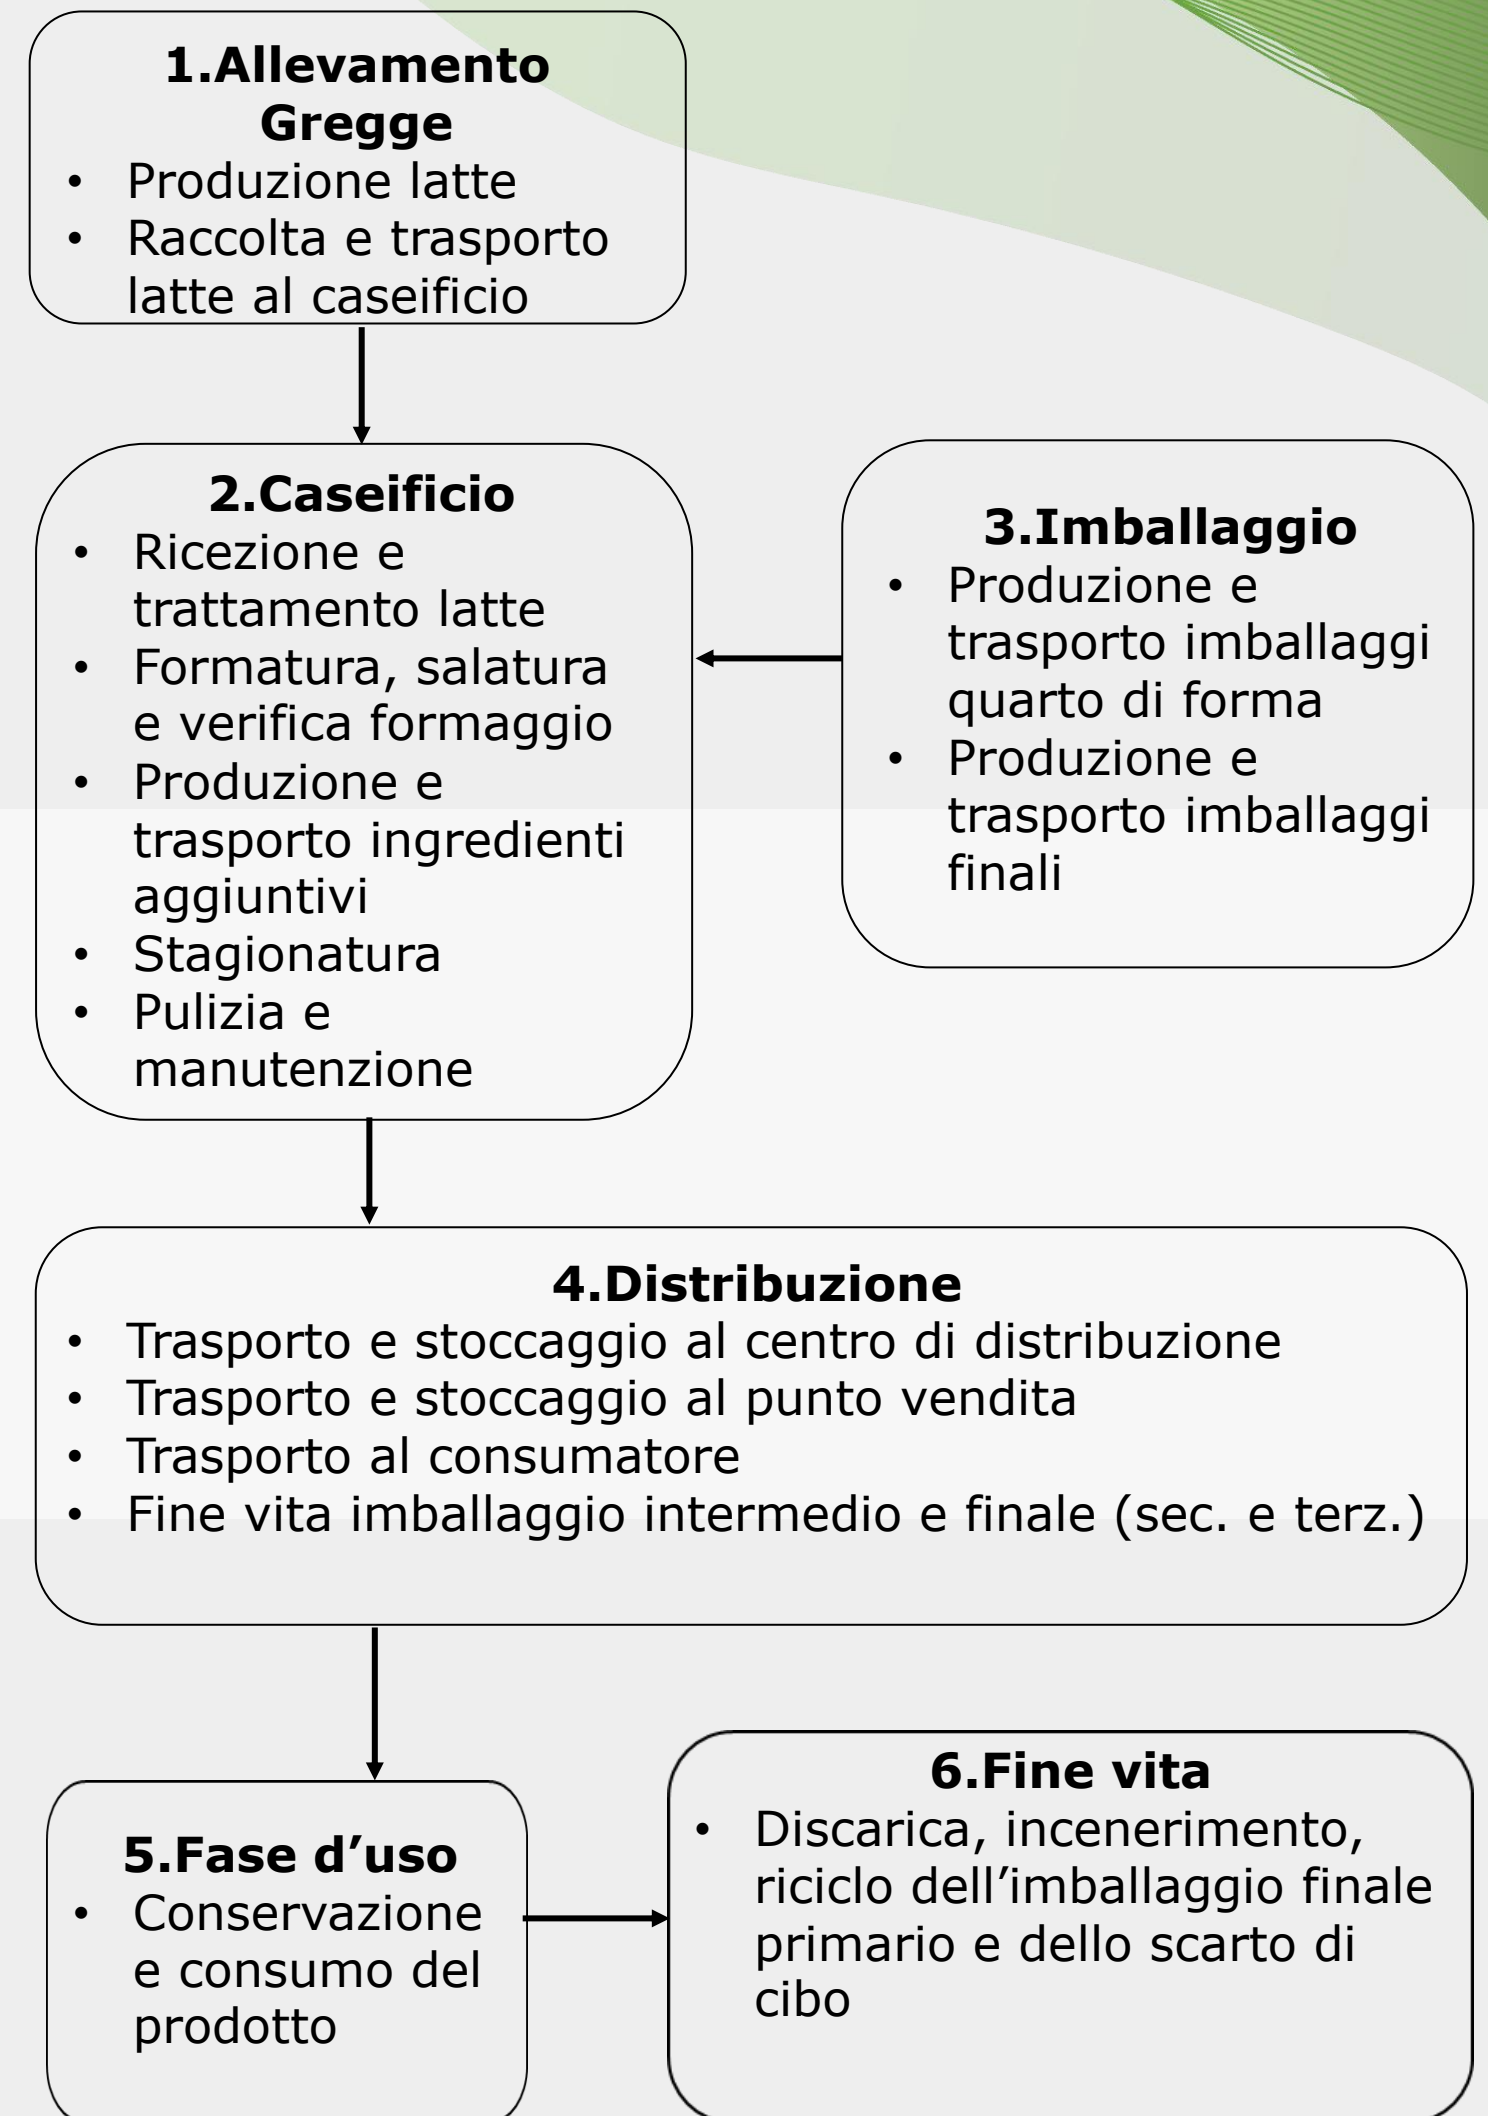 1.Allevamento
Gregge
• Produzione latte
• Raccolta e trasporto
latte al caseificio
2.Caseificio
• Ricezione e
trattamento latte
• Formatura, salatura
e verifica formaggio
• Produzione e
trasporto ingredienti
aggiuntivi
• Stagionatura
• Pulizia e
manutenzione
3.Imballaggio
• Produzione e
trasporto imballaggi
quarto di forma
• Produzione e
trasporto imballaggi
finali
4.Distribuzione
• Trasporto e stoccaggio al centro di distribuzione
• Trasporto e stoccaggio al punto vendita
• Trasporto al consumatore
• Fine vita imballaggio intermedio e finale (sec. e terz.)
5.Fase d’uso
• Conservazione
e consumo del
prodotto
6.Fine vita
• Discarica, incenerimento,
riciclo dell’imballaggio finale
primario e dello scarto di
cibo